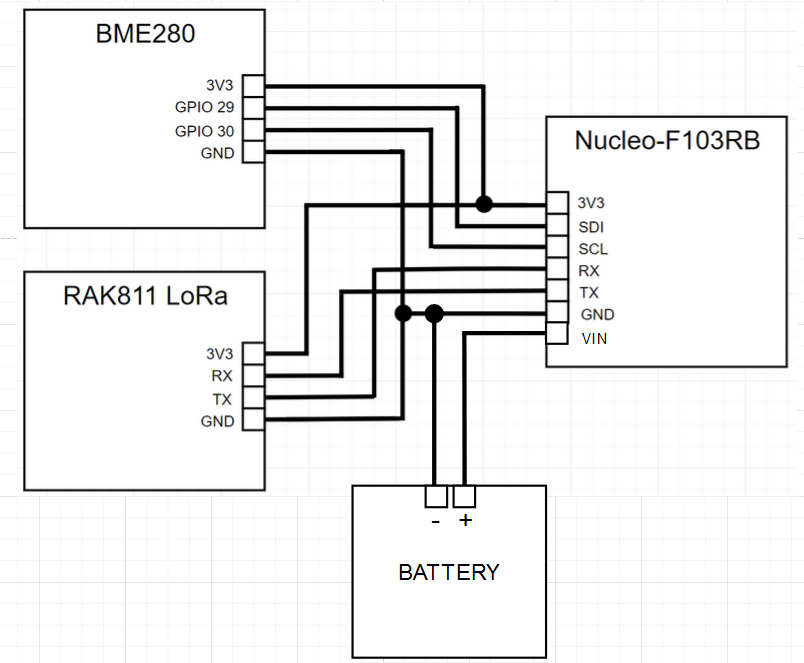 BME280
3V3
GPIO 29
GPIO 30
GND
Nucleo-F103RB
3V3
SDI
SCL
RX
TX
GND
VIN
RAK811 LoRa
3V3
RX
TX
GND
- +
BATTERY